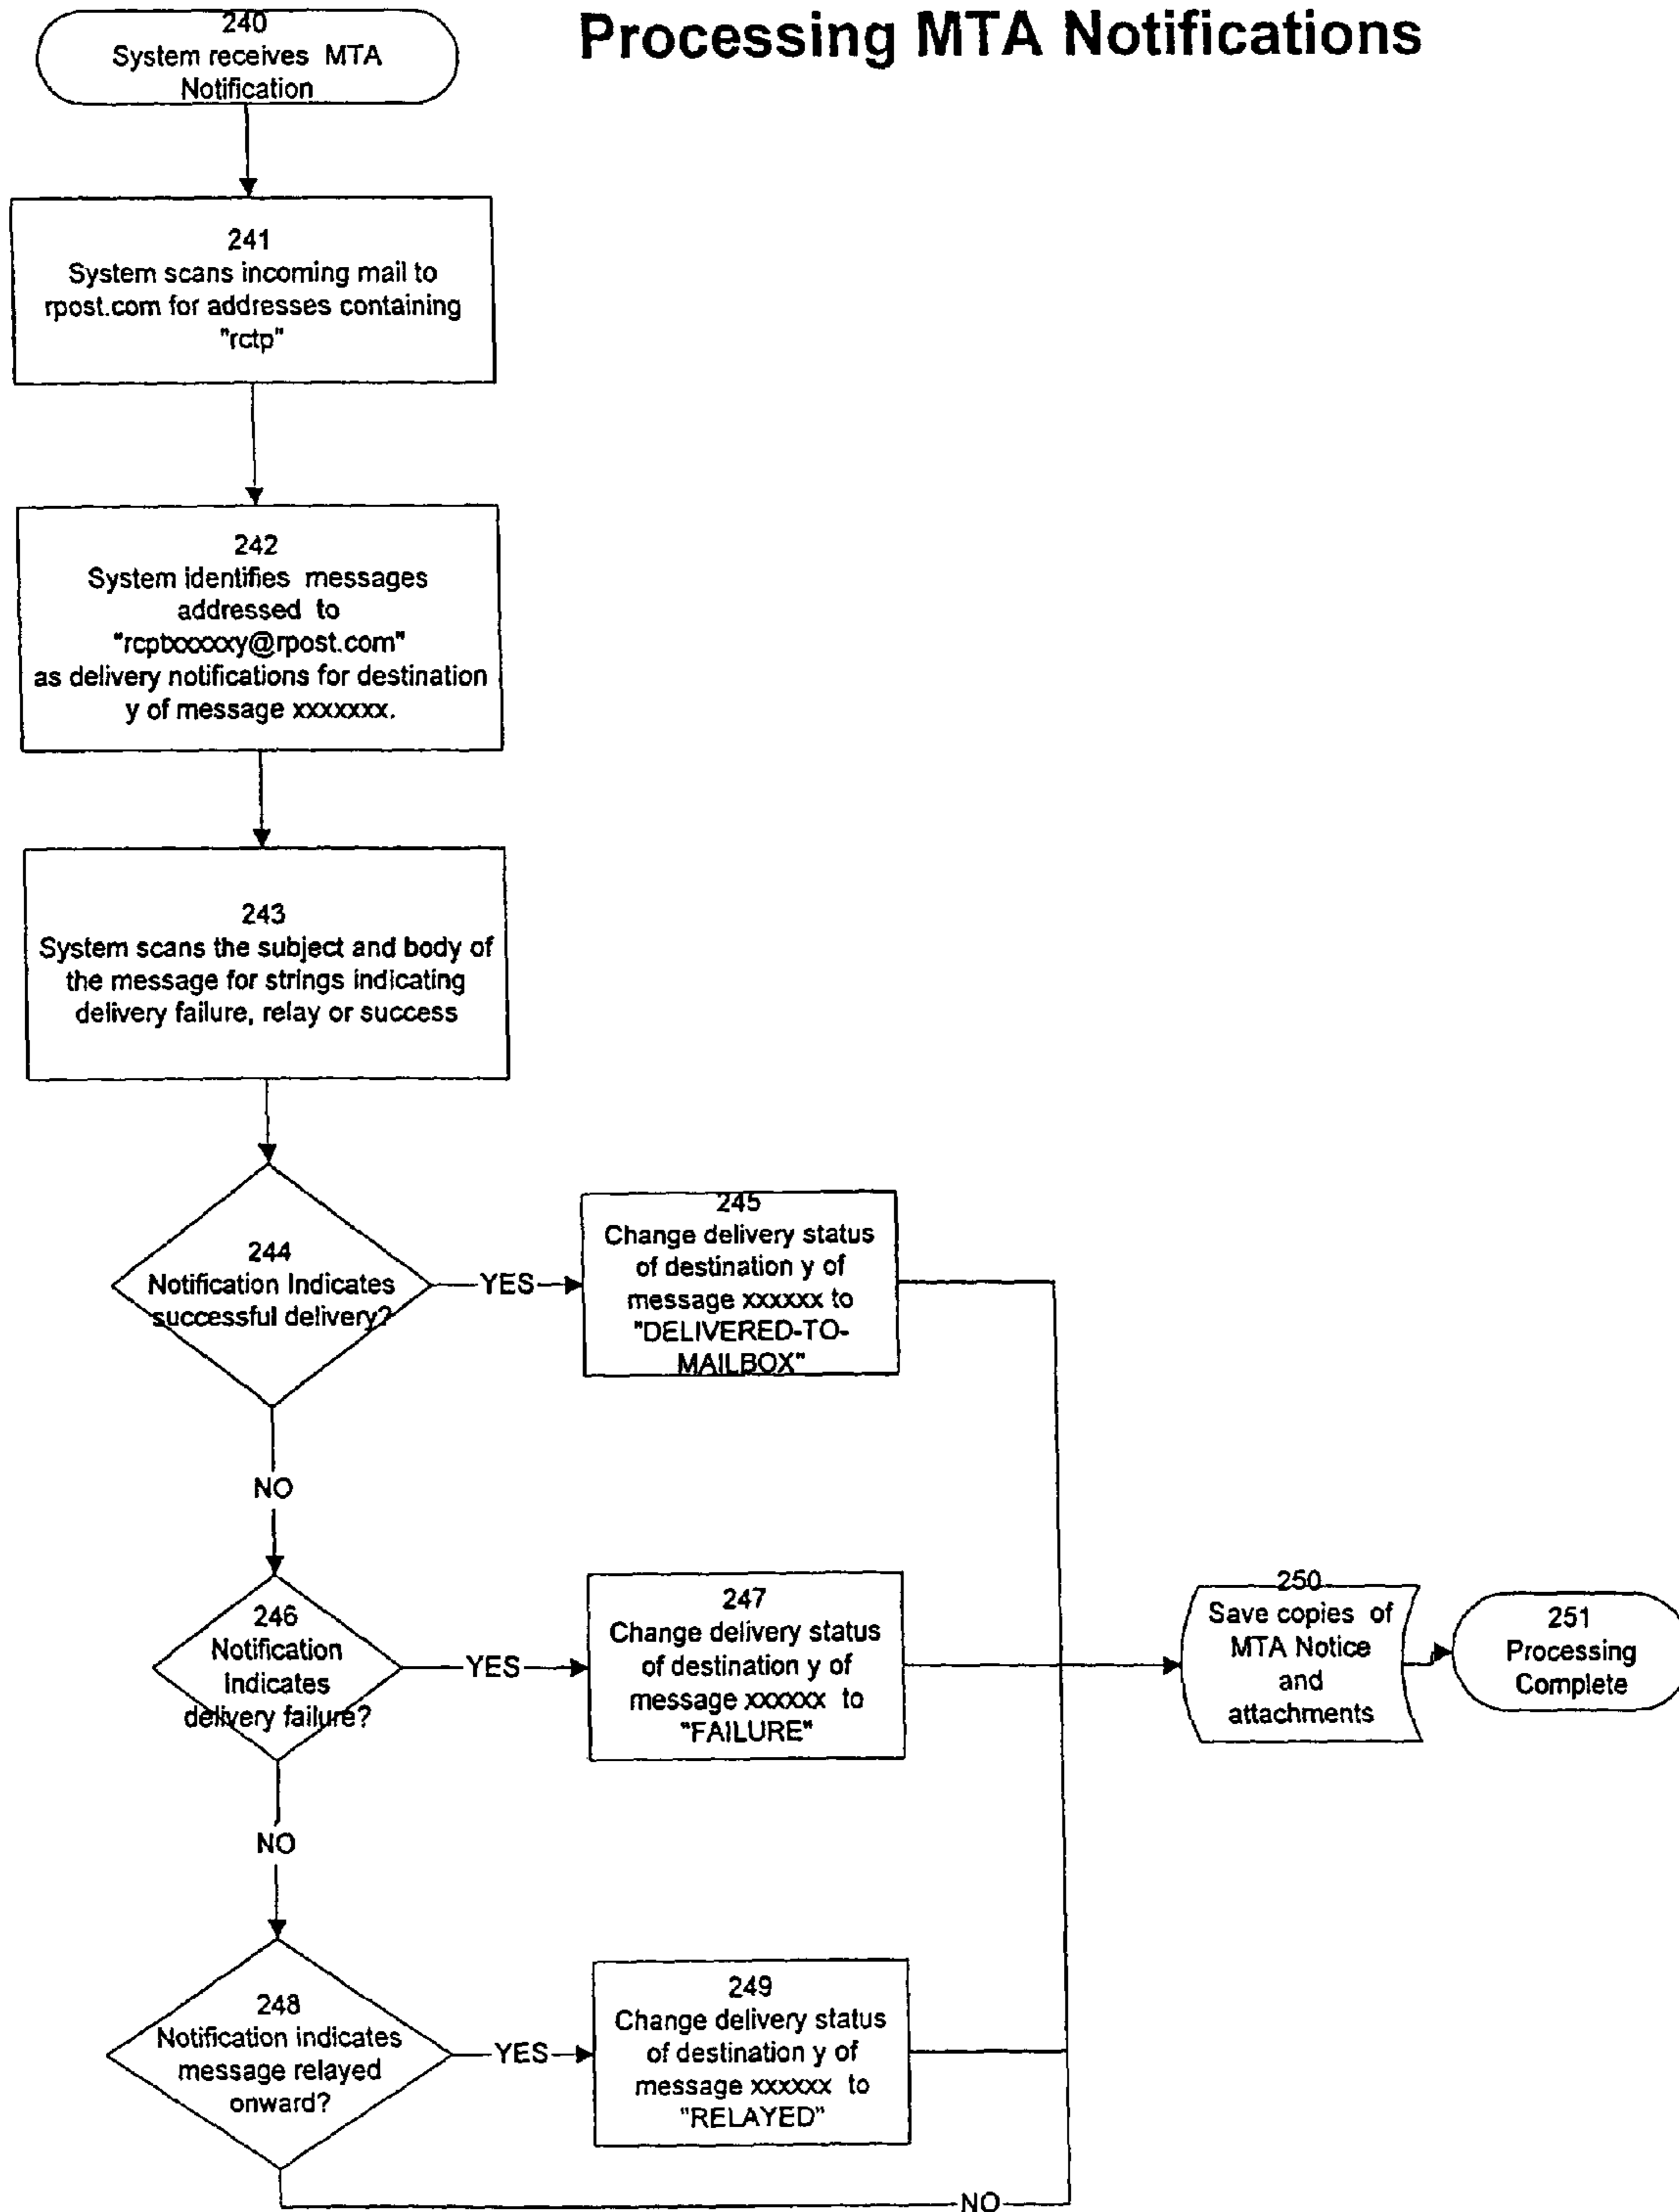 Processing MTA Notifications
240
System receives MTA
Notification
241
System scans incoming mail to
rpost.com for addresses containing
"rctp"
242
System identifies messages
addressed to
"rcptxxxxxy@rpost.com"
as delivery notifications for destination
y of message xxxxxxx.
243
System scans the subject and body of
the message for strings indicating
delivery failure, relay or success
244
Notification Indicates
successful delivery?
YES
245
Change delivery status
of destination y of
message xxxxxx to
"DELIVERED-TO-
MAILBOX"
NO
246
Notification
Indicates
delivery failure?
YES
247
Change delivery status
of destination y of
message xxxxxx to
"FAILURE"
250
Save copies of
MTA Notice
and
attachments
251
Processing
Complete
NO
248
Notification indicates
message relayed
onward?
YES
249
Change delivery status
of destination y of
message xxxxxx to
"RELAYED"
NO